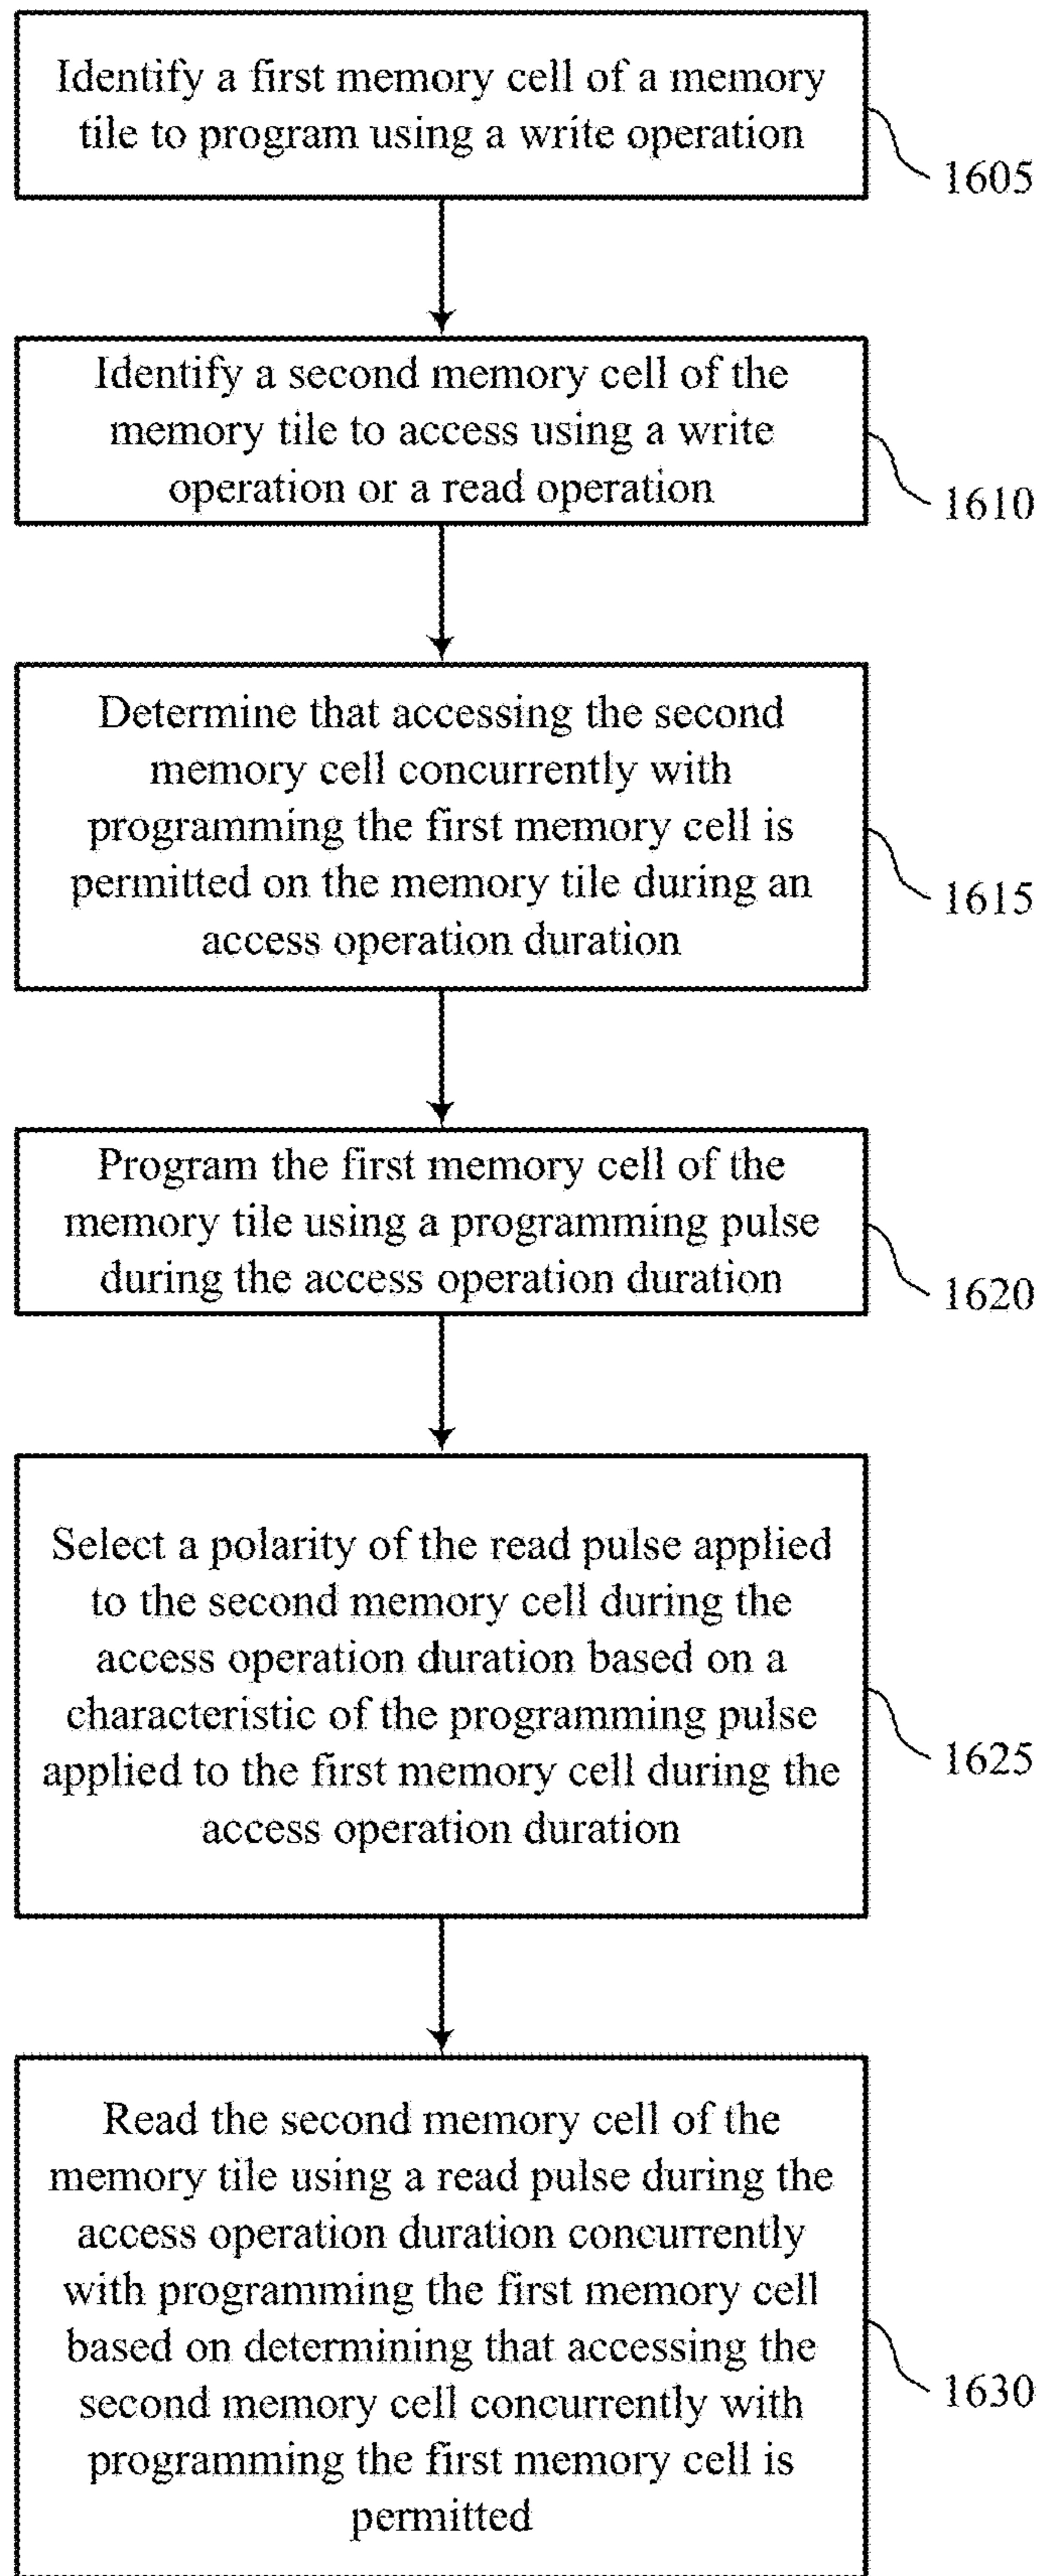 Identify a first memory cell of a memory
tile to program using a write operation
1605
Identify a second memory cell of the
memory tile to access using a write
operation or a read operation
1610
Determine that accessing the second
memory cell concurrently with
programming the first memory cell is
permitted on the memory tile during an
access operation duration
1615
Program the first memory cell of the
memory tile using a programming pulse
during the access operation duration
1620
Select a polarity of the read pulse applied
to the second memory cell during the
access operation duration based on a
characteristic of the programming pulse
applied to the first memory cell during the
access operation duration
1625
Read the second memory cell of the
memory tile using a read pulse during the
access operation duration concurrently
with programming the first memory cell
based on determining that accessing the
second memory cell concurrently with
programming the first memory cell is
permitted
1630